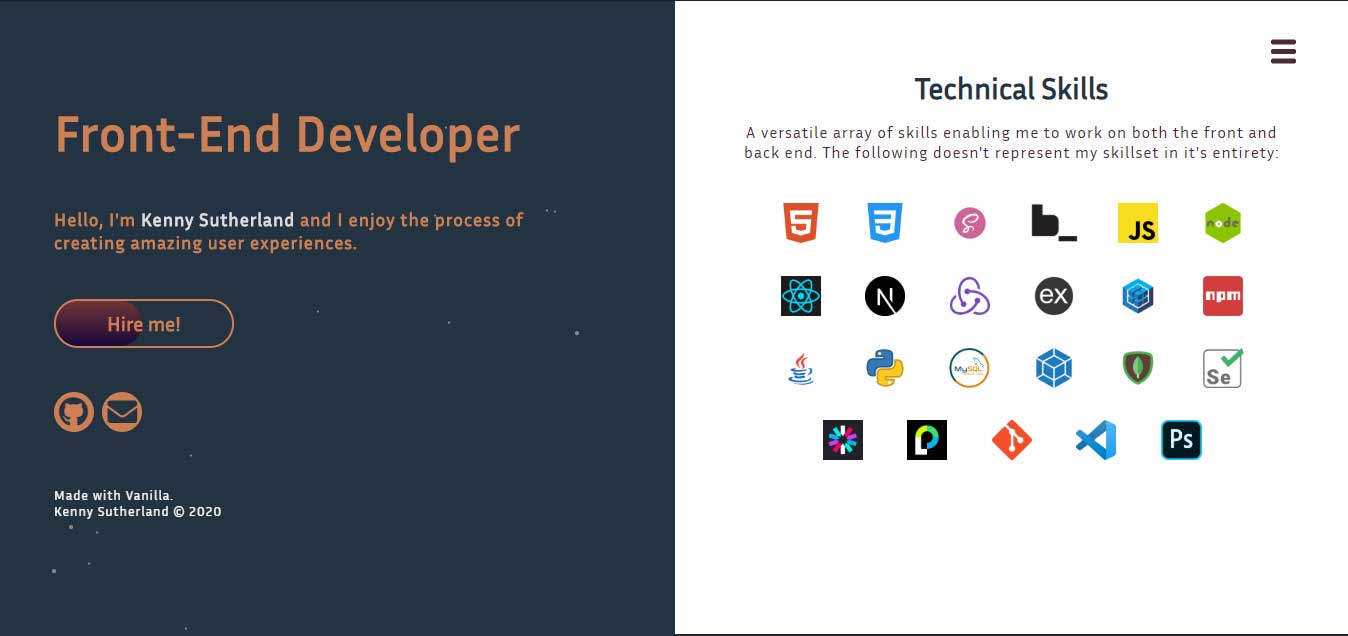 Front-End Developer
Hello, I'm Kenny Sutherland and I enjoy the process of
creating amazing user experiences.
Hire me!
Made with Vanilla.
Kenny Sutherland © 2020
Technical Skills
A versatile array of skills enabling me to work on both the front and
back end. The following doesn't represent my skillset in it's entirety:
5 3 S b_ JS node
N ex npm
MySQL Se
P Ps